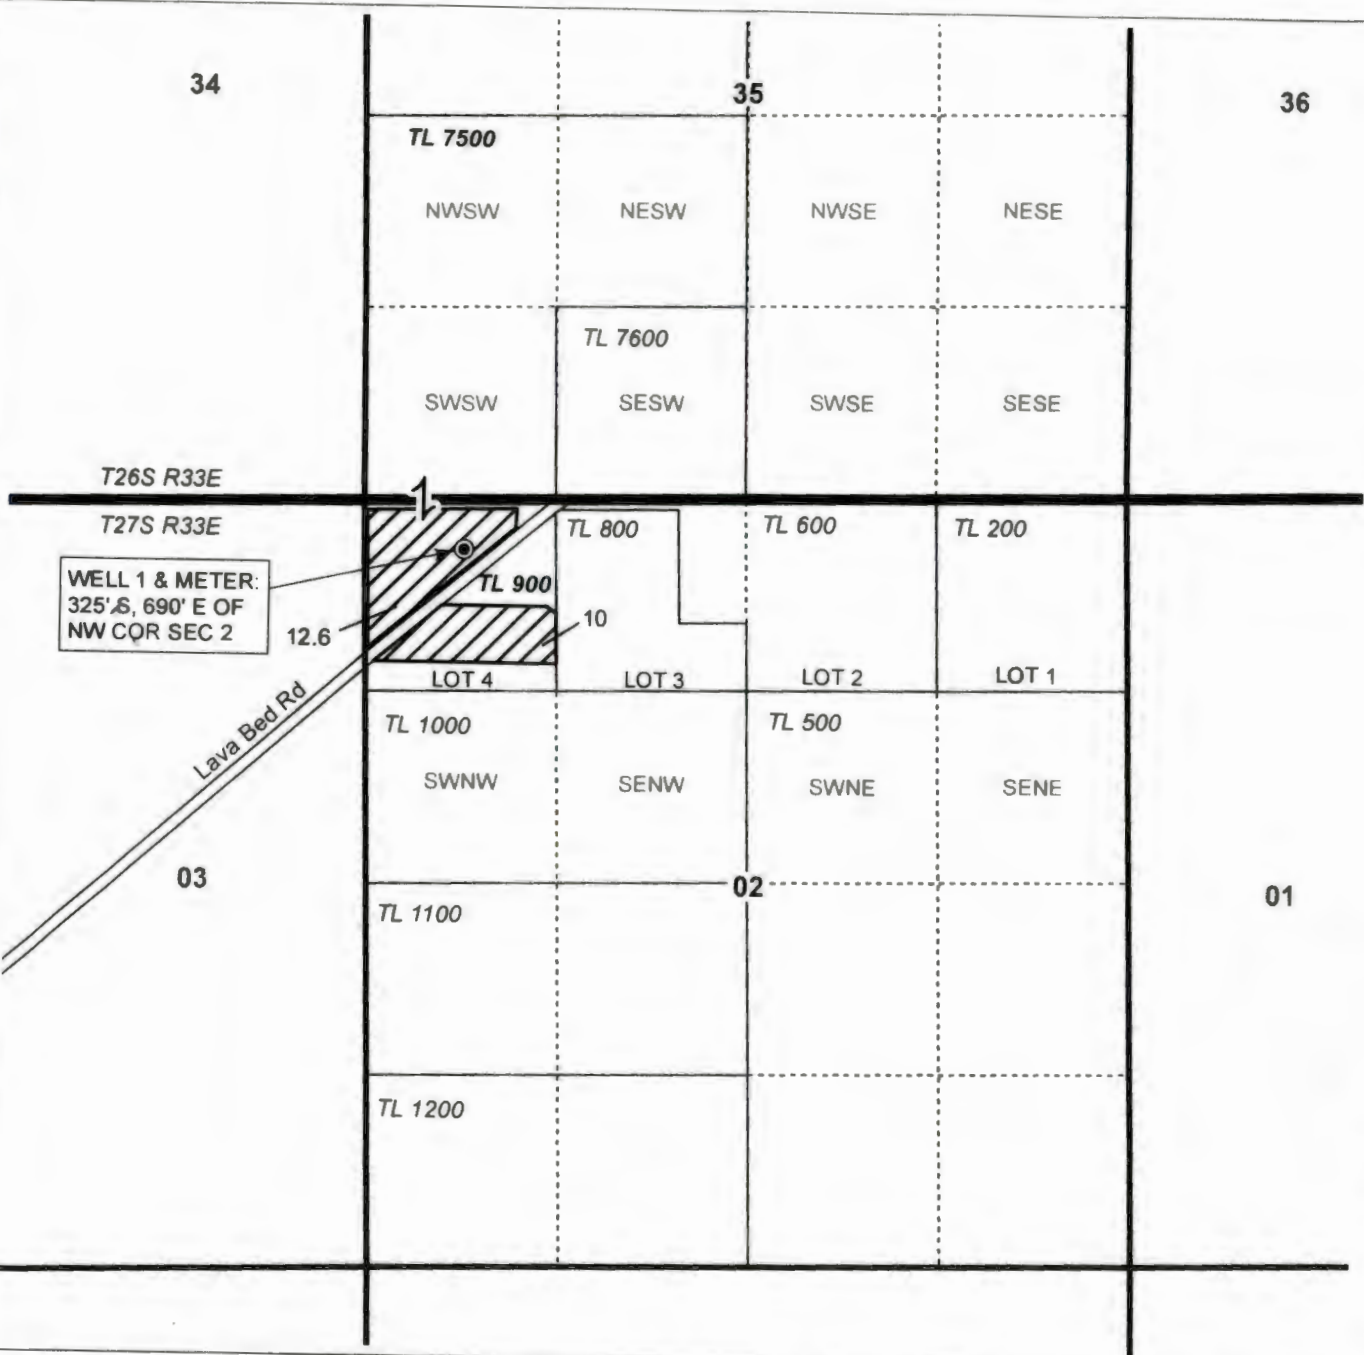 34
35
36
TL 7500
NWSW
NESW
NWSE
NESE
TL 7600
SWSW
SESW
SWSE
SESE
T26S R33E
T27S R33E
TL 800
TL 600
TL 200
WELL 1 & METER:
325' S, 690' E OF
NW COR SEC 2
TL 900
12.6
10
LOT 4
LOT 3
LOT 2
LOT 1
Lava Bed Rd
TL 1000
TL 500
SWNW
SENW
SWNE
SENE
03
02
01
TL 1100
TL 1200